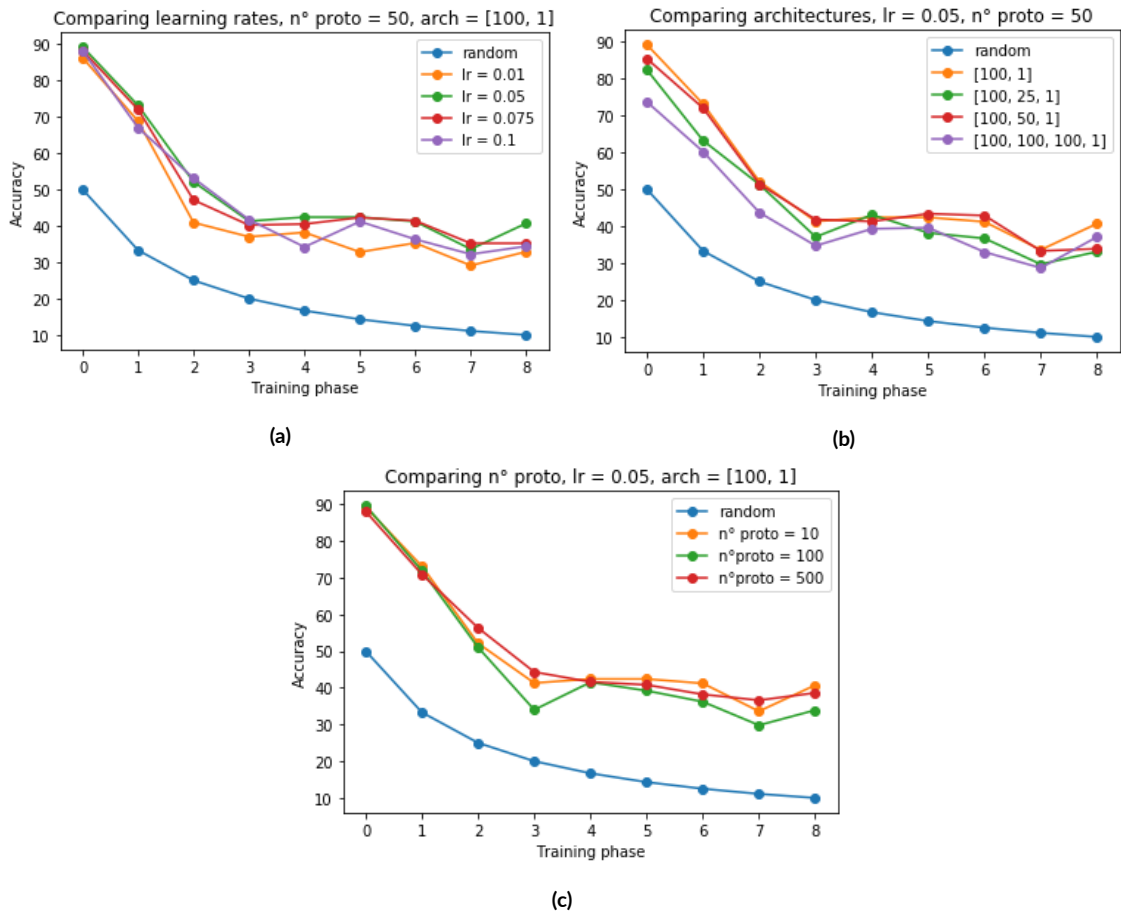 Comparing learning rates, n° proto = 50, arch = [100, 1]
random
lr = 0.01
lr = 0.05
lr = 0.075
lr = 0.1
Accuracy
90
80
70
60
50
40
30
20
10
0 1 2 3 4 5 6 7 8
Training phase
(a)
Comparing architectures, lr = 0.05, n° proto = 50
random
[100, 1]
[100, 25, 1]
[100, 50, 1]
[100, 100, 100, 1]
Accuracy
90
80
70
60
50
40
30
20
10
0 1 2 3 4 5 6 7 8
Training phase
(b)
Comparing n° proto, lr = 0.05, arch = [100, 1]
random
n° proto = 10
n°proto = 100
n°proto = 500
Accuracy
90
80
70
60
50
40
30
20
10
0 1 2 3 4 5 6 7 8
Training phase
(c)